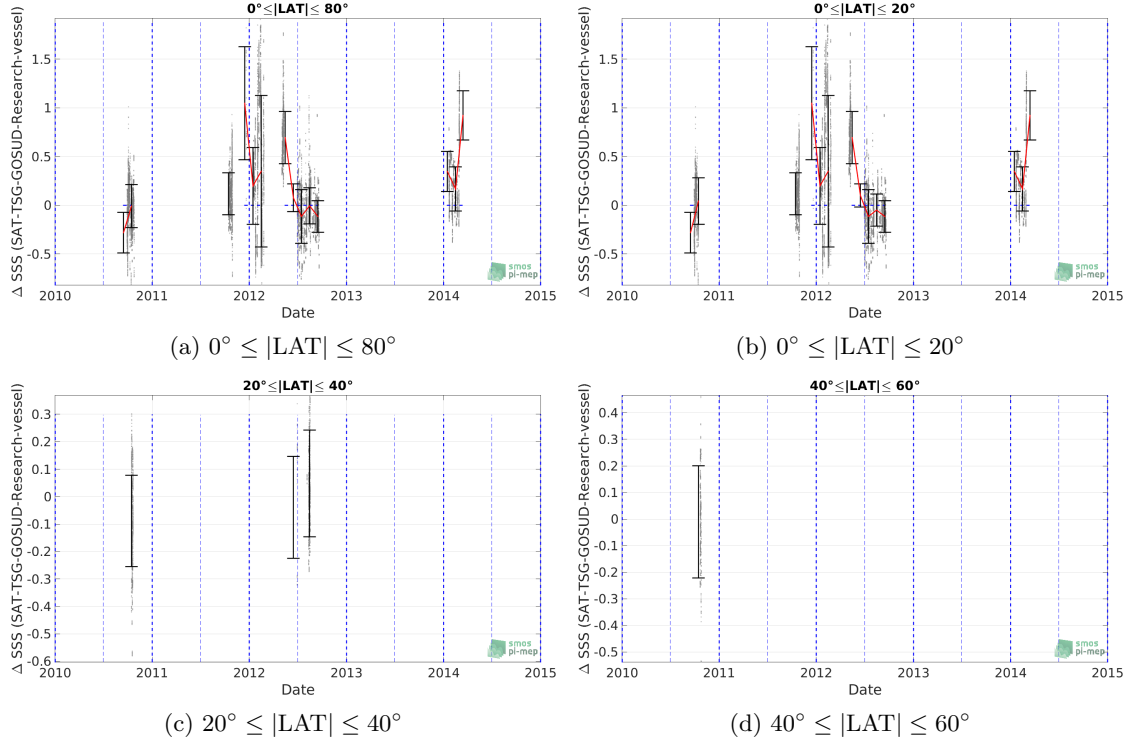 0°≤|LAT|≤ 80°
Δ SSS (SAT-TSG-GOSUD-Research-vessel)
1.5
1
0.5
0
-0.5
2010 2011 2012 2013 2014 2015
Date
smos
pi-mep
(a) 0° ≤ |LAT| ≤ 80°
0°≤|LAT|≤ 20°
Δ SSS (SAT-TSG-GOSUD-Research-vessel)
1.5
1
0.5
0
-0.5
2010 2011 2012 2013 2014 2015
Date
smos
pi-mep
(b) 0° ≤ |LAT| ≤ 20°
20°≤|LAT|≤ 40°
Δ SSS (SAT-TSG-GOSUD-Research-vessel)
0.3
0.2
0.1
0
-0.1
-0.2
-0.3
-0.4
-0.5
-0.6
2010 2011 2012 2013 2014 2015
Date
smos
pi-mep
(c) 20° ≤ |LAT| ≤ 40°
40°≤|LAT|≤ 60°
Δ SSS (SAT-TSG-GOSUD-Research-vessel)
0.4
0.3
0.2
0.1
0
-0.1
-0.2
-0.3
-0.4
-0.5
2010 2011 2012 2013 2014 2015
Date
smos
pi-mep
(d) 40° ≤ |LAT| ≤ 60°